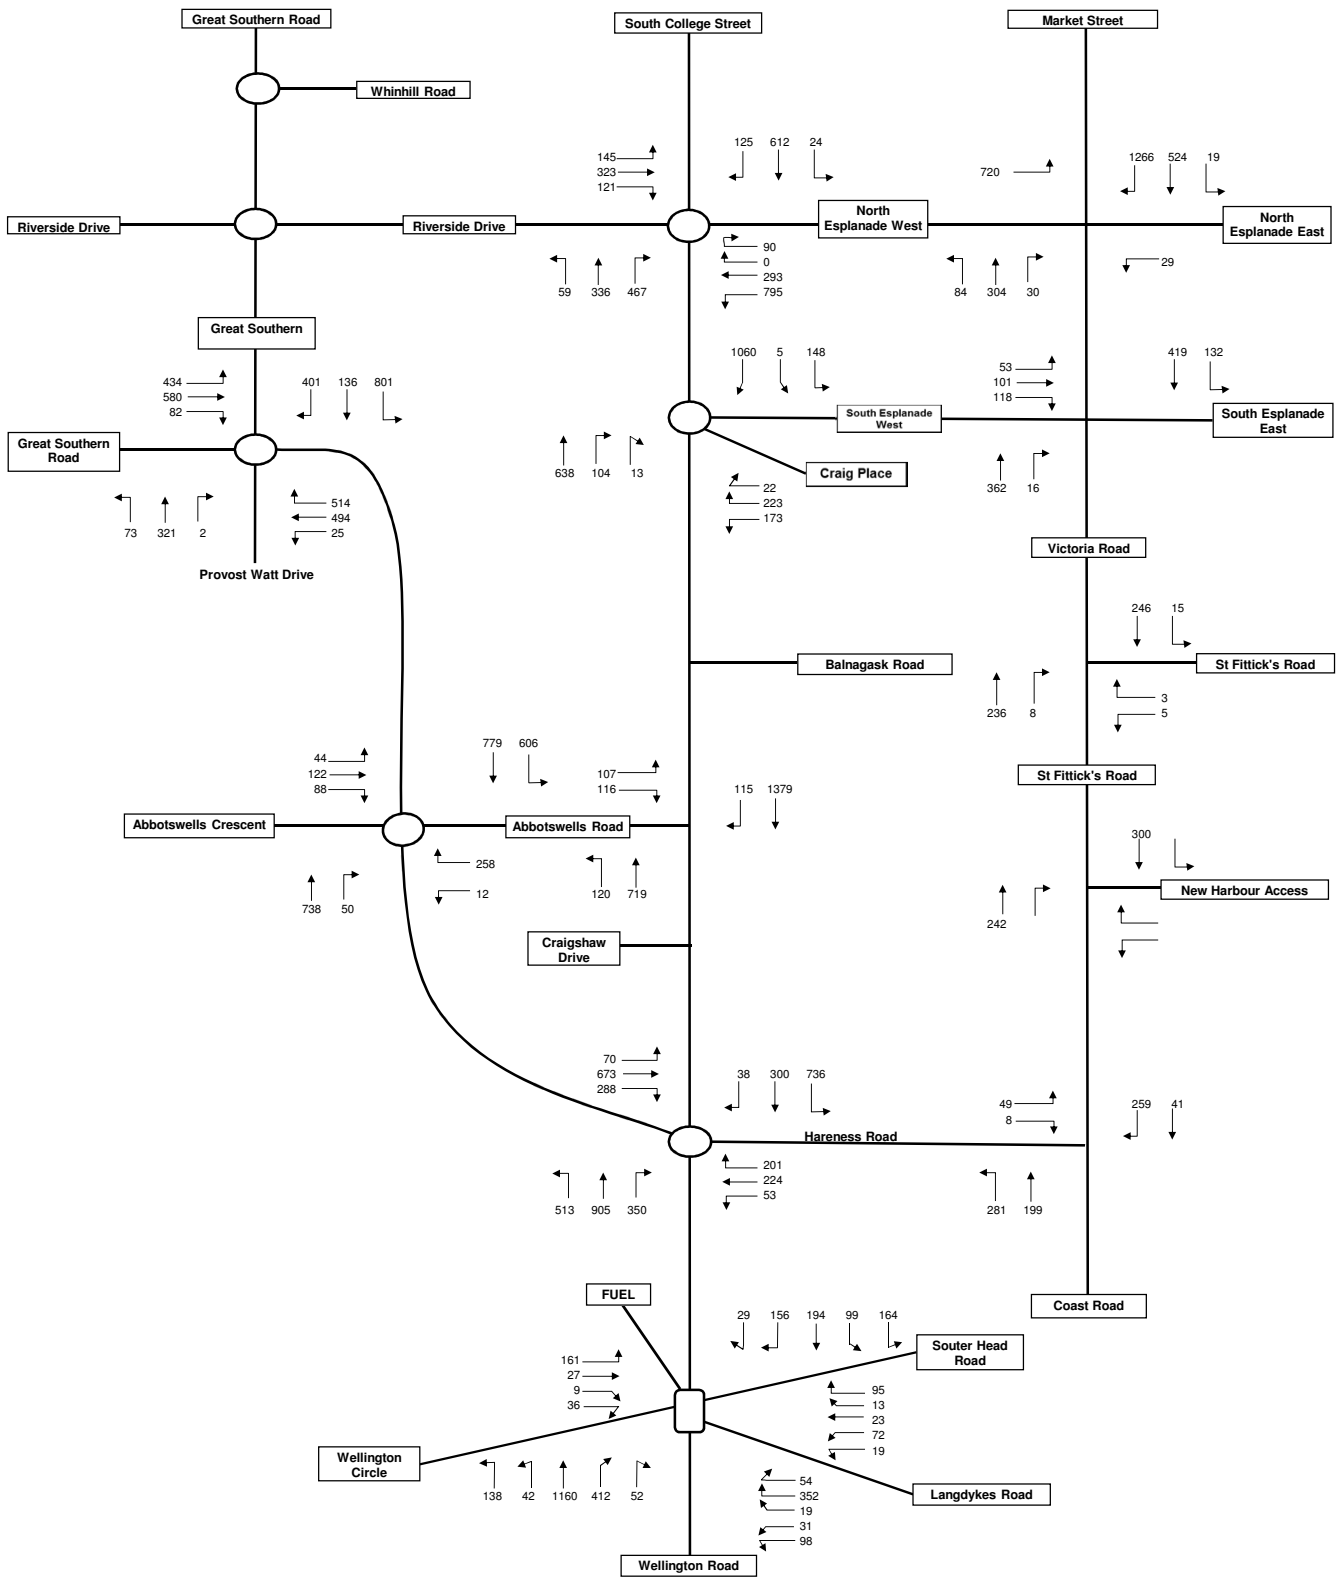 Great Southern Road
South College Street
Market Street
Whinhill Road
145
323
121
125 612 24
720
1266 524 19
Riverside Drive
Riverside Drive
North
Esplanade West
North
Esplanade East
90
0
293
795
59 336 467
84 304 30
29
Great Southern
434
580
82
401 136 801
1060 5 148
53
101
118
419 132
South Esplanade
West
South Esplanade
East
Great Southern
Road
638 104 13
Craig Place
22
223
173
362 16
73 321 2
514
494
25
Victoria Road
Provost Watt Drive
246 15
Balnagask Road
St Fittick's Road
236 8
3
5
44
122
88
779 606
107
116
St Fittick's Road
115 1379
Abbotswells Crescent
Abbotswells Road
300
258
12
738 50
120 719
New Harbour Access
242
Craigshaw
Drive
70
673
288
38 300 736
49
8
259 41
Hareness Road
201
224
53
513 905 350
281 199
FUEL
Coast Road
29 156 194 99 164
Souter Head
Road
161
27
9
36
95
13
23
72
19
Wellington
Circle
138 42 1160 412 52
54
352
19
31
98
Langdykes Road
Wellington Road